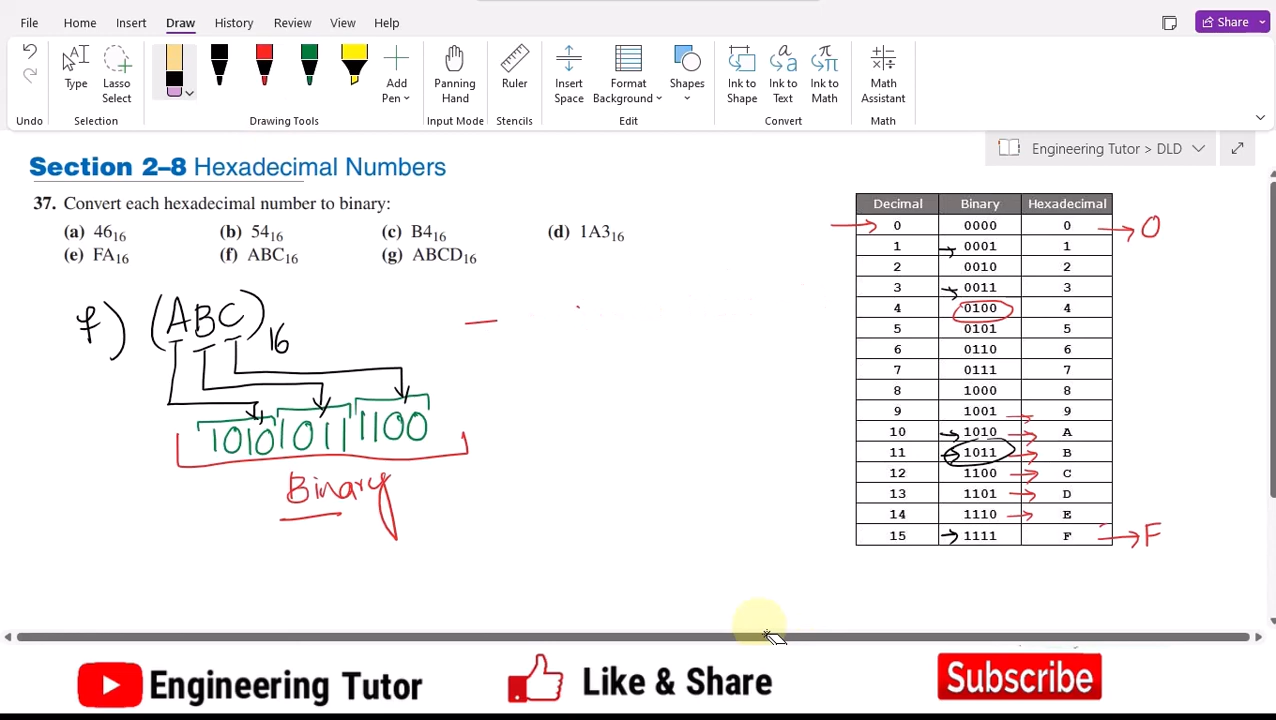 File Home Insert Draw History Review View Help Share
Undo Type Lasso Select Add Pen Panning Hand Ruler Insert Space Format Background Shapes Ink to Shape Ink to Text Ink to Math Math Assistant
Undo Selection Drawing Tools Input Mode Stencils Edit Convert Math
Engineering Tutor > DLD
Section 2–8 Hexadecimal Numbers
37. Convert each hexadecimal number to binary:
(a) 46₁₆ (b) 54₁₆ (c) B4₁₆ (d) 1A3₁₆
(e) FA₁₆ (f) ABC₁₆ (g) ABCD₁₆
f) (ABC)₁₆
1010 1011 1100
Binary
Decimal Binary Hexadecimal
0 0000 0 → 0
1 0001 1
2 0010 2
3 0011 3
4 0100 4
5 0101 5
6 0110 6
7 0111 7
8 1000 8
9 1001 9
10 1010 A
11 1011 B
12 1100 C
13 1101 D
14 1110 E
15 1111 F → F
Engineering Tutor Like & Share Subscribe